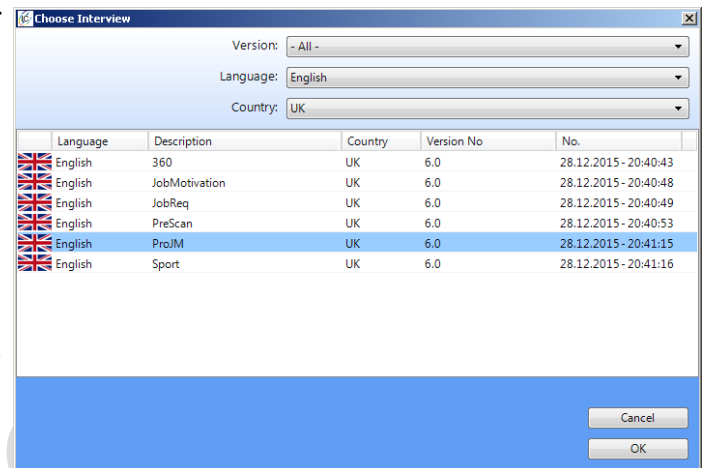 Choose Interview
Version: - All -
Language: English
Country: UK
Language Description Country Version No No.
English 360 UK 6.0 28.12.2015 - 20:40:43
English JobMotivation UK 6.0 28.12.2015 - 20:40:48
English JobReq UK 6.0 28.12.2015 - 20:40:49
English PreScan UK 6.0 28.12.2015 - 20:40:53
English ProJM UK 6.0 28.12.2015 - 20:41:15
English Sport UK 6.0 28.12.2015 - 20:41:16
Cancel
OK